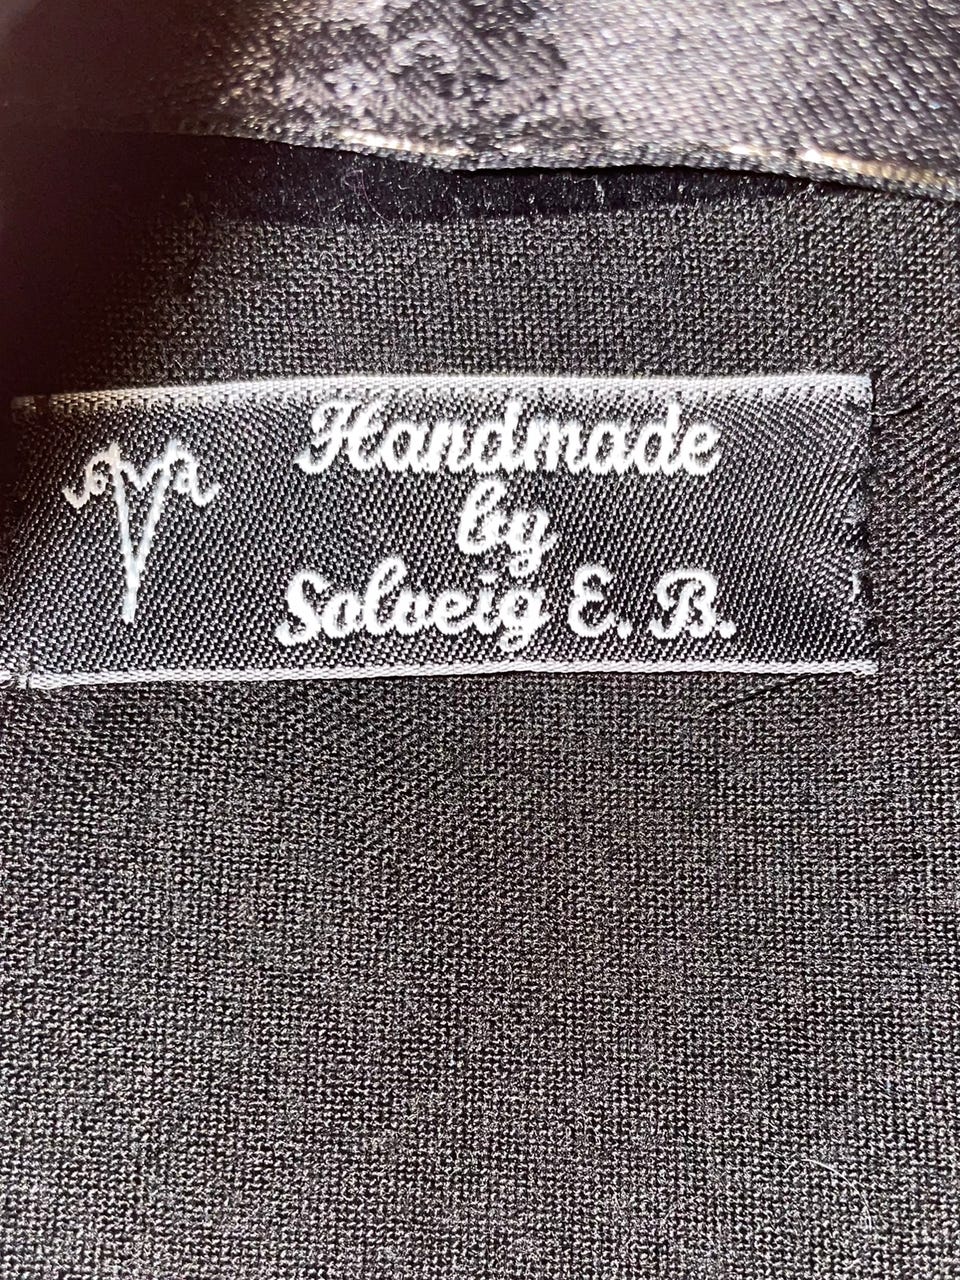 Handmade
by
Solveig E. B.